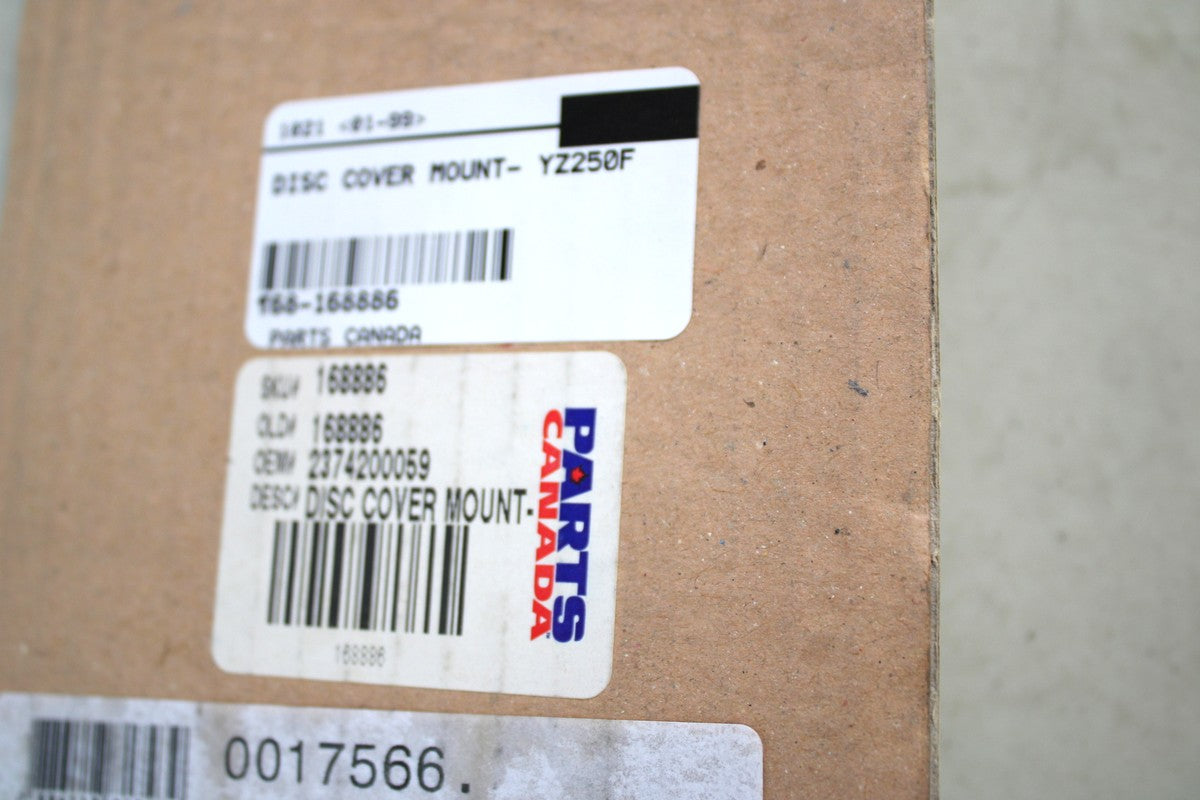 1021 <01-99>
DISC COVER MOUNT- YZ250F
T68-168886
PARTS CANADA
SKU# 168886
OLD# 168886
OEM# 2374200059
DESC# DISC COVER MOUNT-
168886
PARTS
CANADA
0017566.